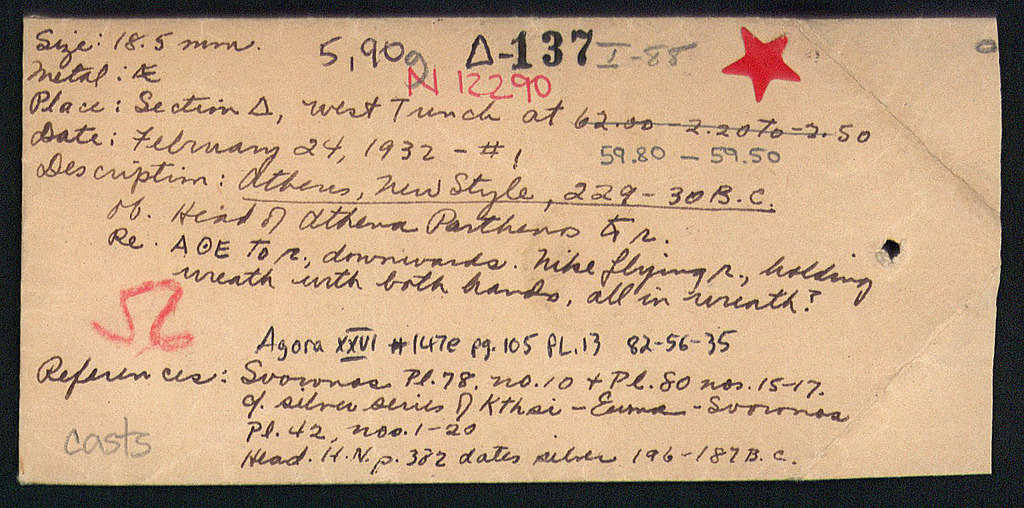 Size: 18.5 mm. 5,90g Δ-137 I-88
Metal: Æ N 12290
Place: Section Δ, West Trench at 62.00 - 2.20 To - 2.50
Date: February 24, 1932 - #1 59.80 - 59.50
Description: Athens, New Style, 229-30 B.C.
Ob. Head of Athena Parthenos to r.
Re. AΘE To r., downwards. Nike flying r., holding
wreath with both hands, all in wreath?
Ω
Agora XXVI #147e pg. 105 PL. 13 82-56-35
References: Svoronos Pl. 78, no. 10 + Pl. 80 nos. 15-17.
cf. silver series of Kthsi - Euma - Svoronos
Pl. 42, nos. 1-20
casts
Head. H.N. p. 382 dates silver 196-187 B.C.